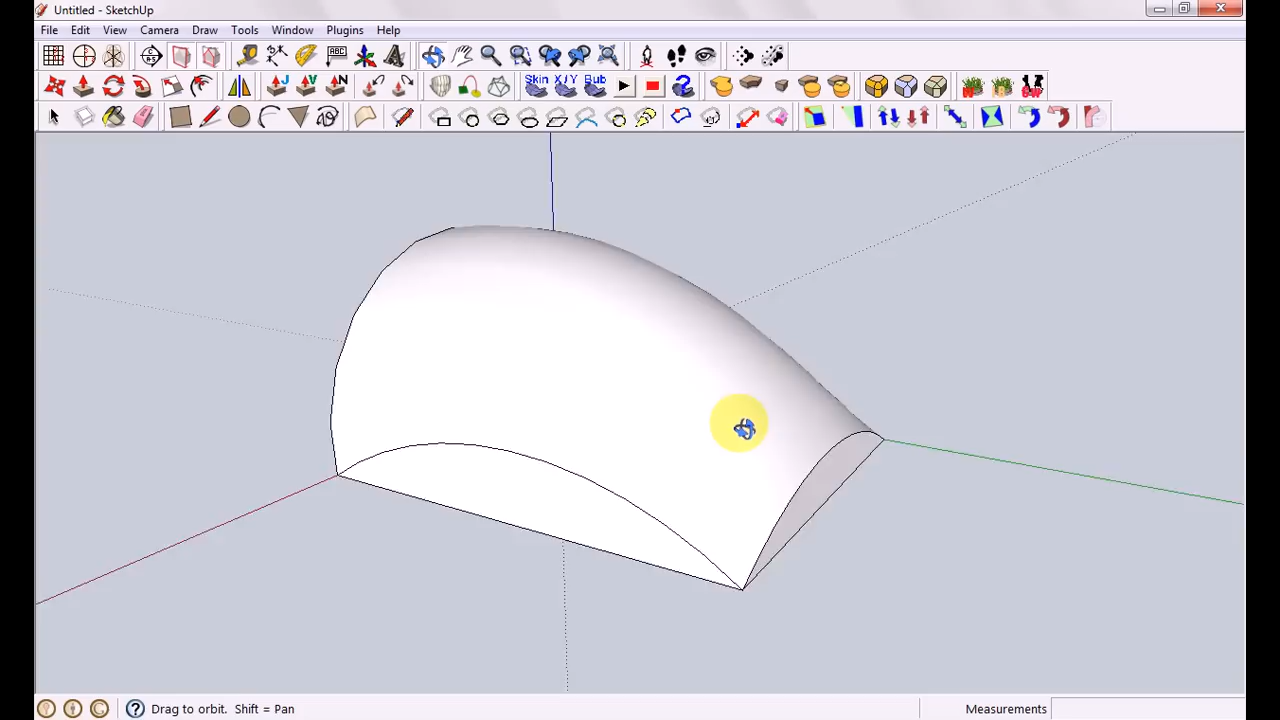 Untitled - SketchUp
File Edit View Camera Draw Tools Window Plugins Help
ABC
J V N Skin X/Y Bub
Drag to orbit. Shift = Pan
Measurements